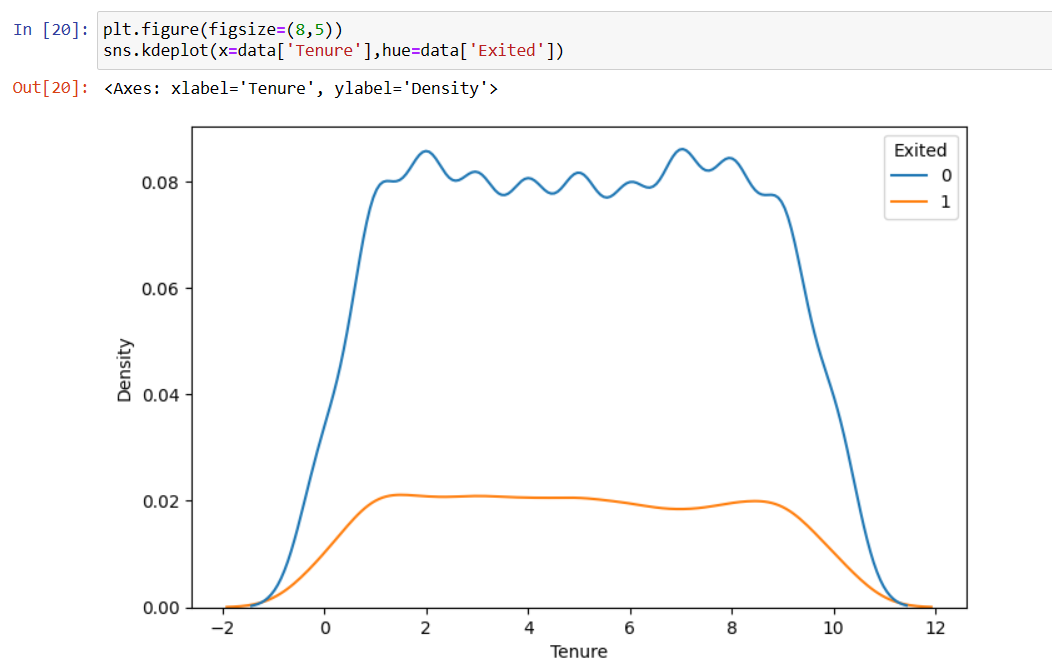 In [20]: plt.figure(figsize=(8,5))
sns.kdeplot(x=data['Tenure'],hue=data['Exited'])
Out[20]: <Axes: xlabel='Tenure', ylabel='Density'>
Exited
0
1
0.08
0.06
0.04
0.02
0.00
Density
−2 0 2 4 6 8 10 12
Tenure